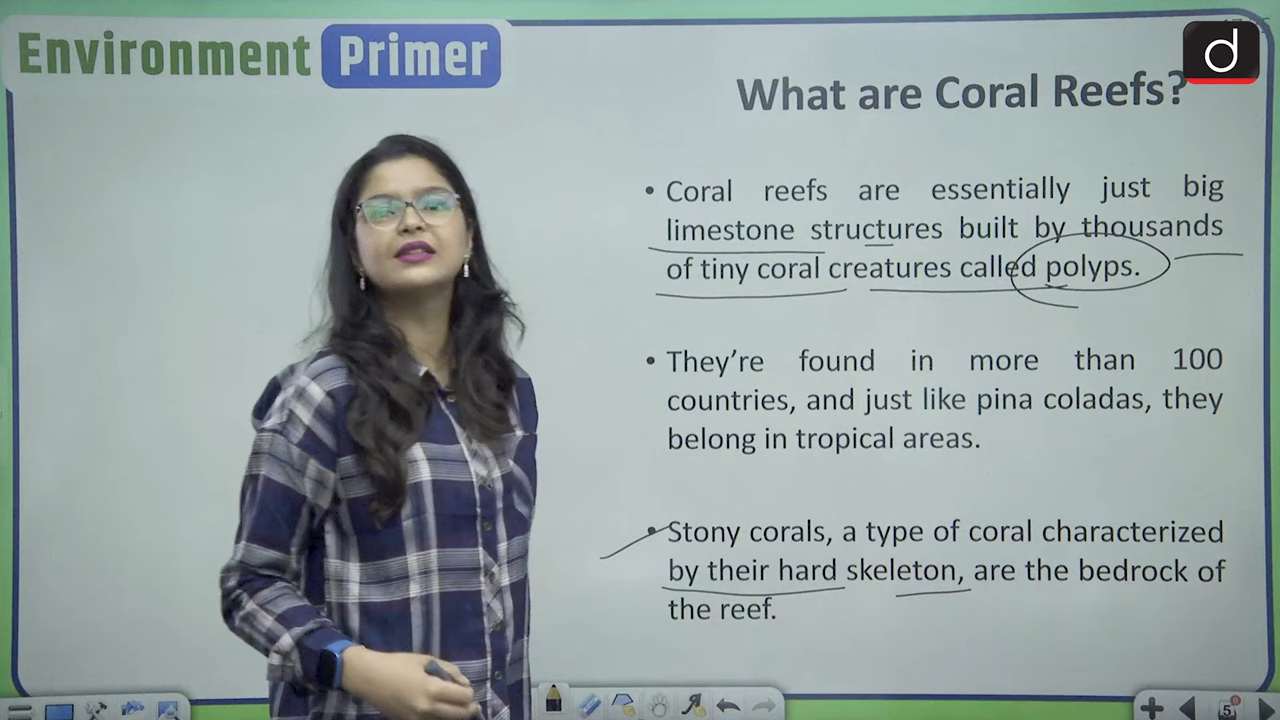 Environment Primer
d
What are Coral Reefs?
• Coral reefs are essentially just big
limestone structures built by thousands
of tiny coral creatures called polyps.
• They’re found in more than 100
countries, and just like pina coladas, they
belong in tropical areas.
• Stony corals, a type of coral characterized
by their hard skeleton, are the bedrock of
the reef.
5